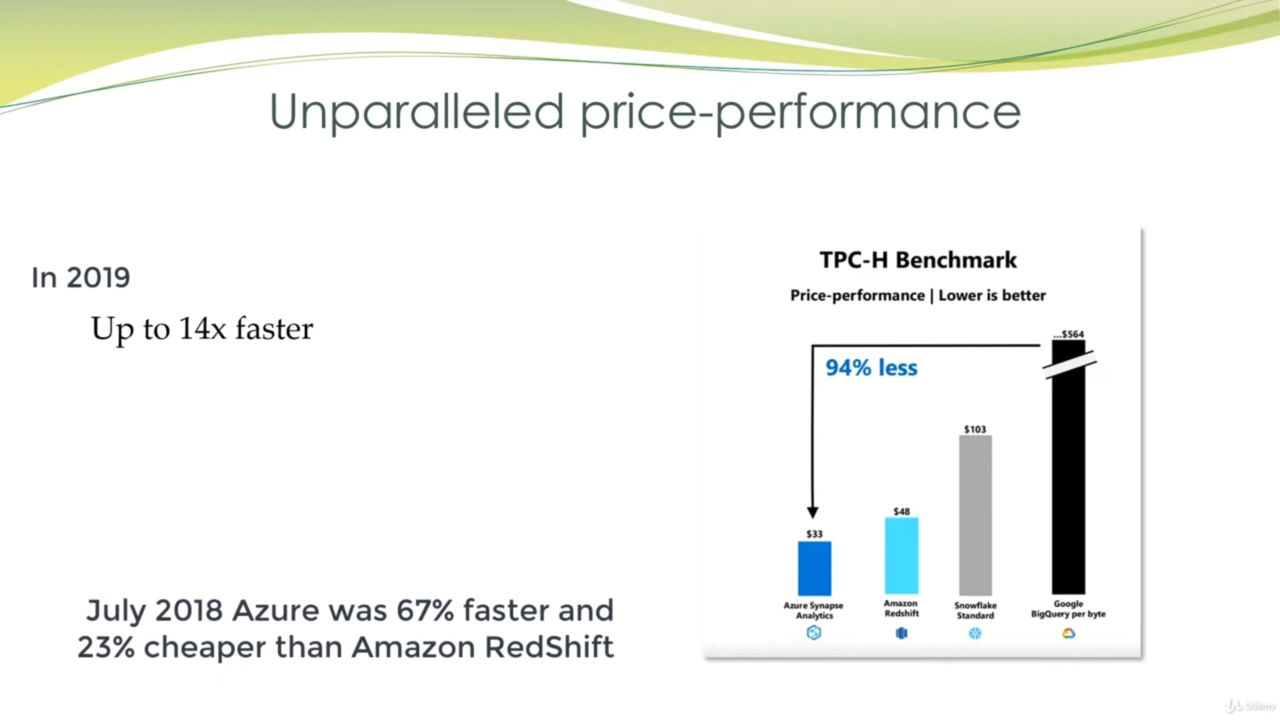 Unparalleled price-performance
In 2019
Up to 14x faster
July 2018 Azure was 67% faster and
23% cheaper than Amazon RedShift
TPC-H Benchmark
Price-performance | Lower is better
...$564
94% less
$103
$48
$33
Azure Synapse
Analytics
Amazon
Redshift
Snowflake
Standard
Google
BigQuery per byte
Udemy